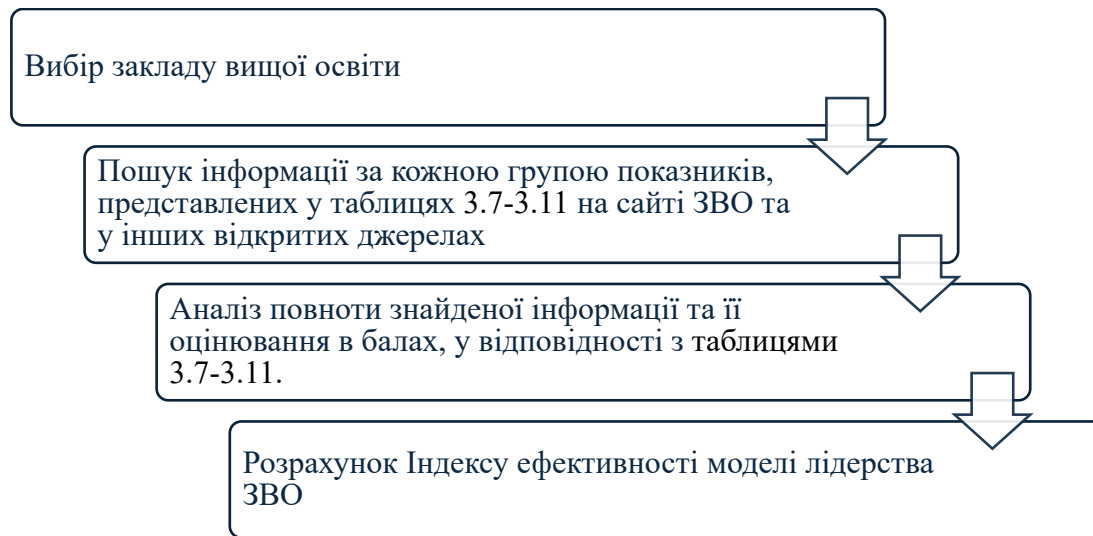 Вибір закладу вищої освіти
Пошук інформації за кожною групою показників,
представлених у таблицях 3.7-3.11 на сайті ЗВО та
у інших відкритих джерелах
Аналіз повноти знайденої інформації та її
оцінювання в балах, у відповідності з таблицями
3.7-3.11.
Розрахунок Індексу ефективності моделі лідерства
ЗВО